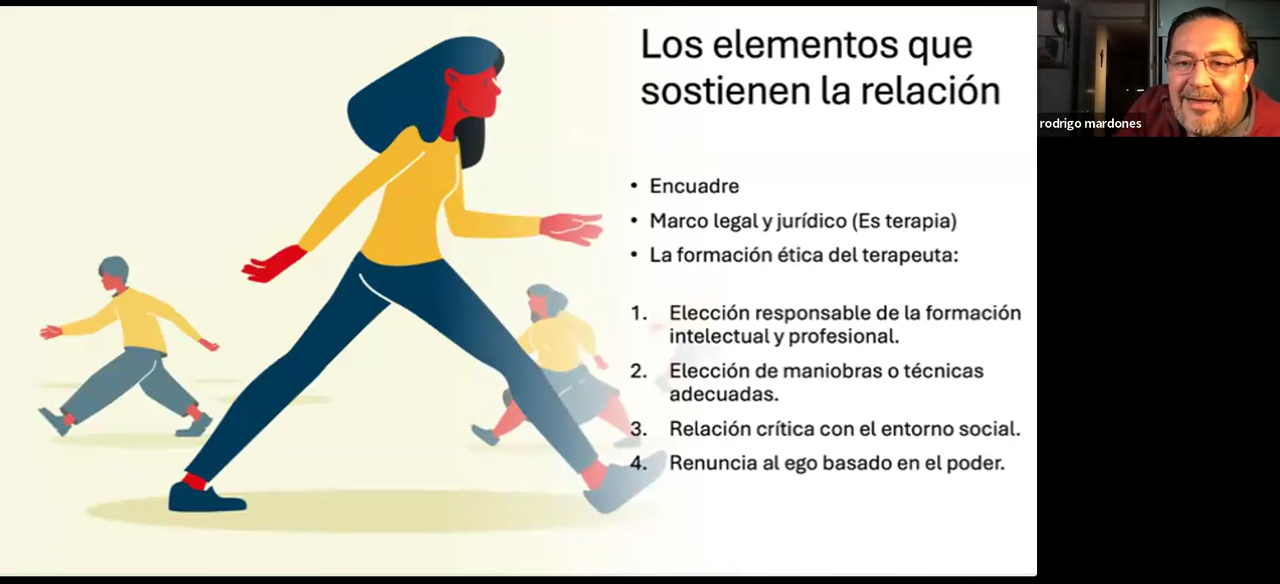 Los elementos que
sostienen la relación
rodrigo mardones
• Encuadre
• Marco legal y jurídico (Es terapia)
• La formación ética del terapeuta:
1. Elección responsable de la formación
intelectual y profesional.
2. Elección de maniobras o técnicas
adecuadas.
3. Relación crítica con el entorno social.
4. Renuncia al ego basado en el poder.